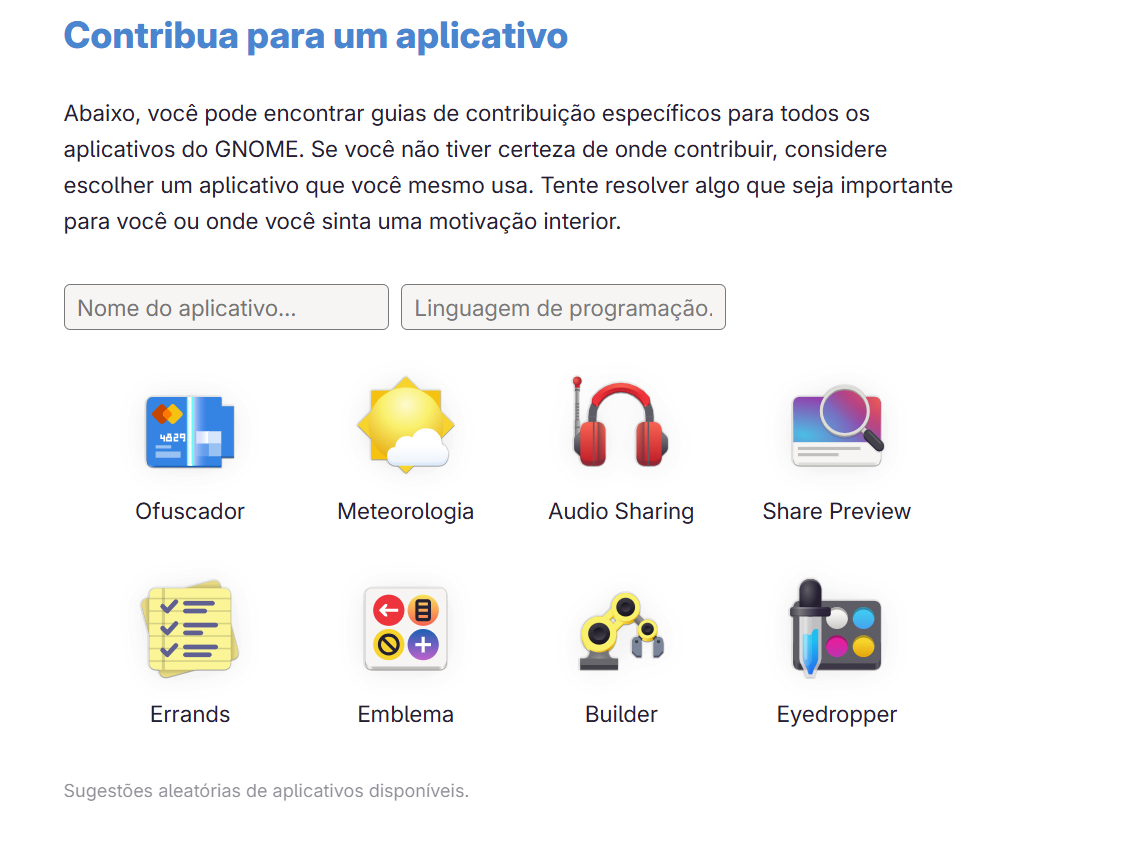 Contribua para um aplicativo
Abaixo, você pode encontrar guias de contribuição específicos para todos os
aplicativos do GNOME. Se você não tiver certeza de onde contribuir, considere
escolher um aplicativo que você mesmo usa. Tente resolver algo que seja importante
para você ou onde você sinta uma motivação interior.
Nome do aplicativo...
Linguagem de programação.
4829
Ofuscador
Meteorologia
Audio Sharing
Share Preview
Errands
Emblema
Builder
Eyedropper
Sugestões aleatórias de aplicativos disponíveis.